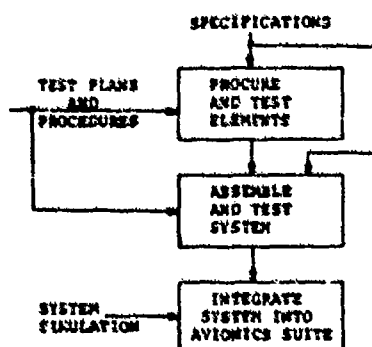 SPECIFICATIONS
TEST PLANS
AND
PROCEDURES
PROCURE
AND TEST
ELEMENTS
ASSEMBLE
AND TEST
SYSTEM
SYSTEM
SIMULATION
INTEGRATE
SYSTEM INTO
AVIONICS SUITE